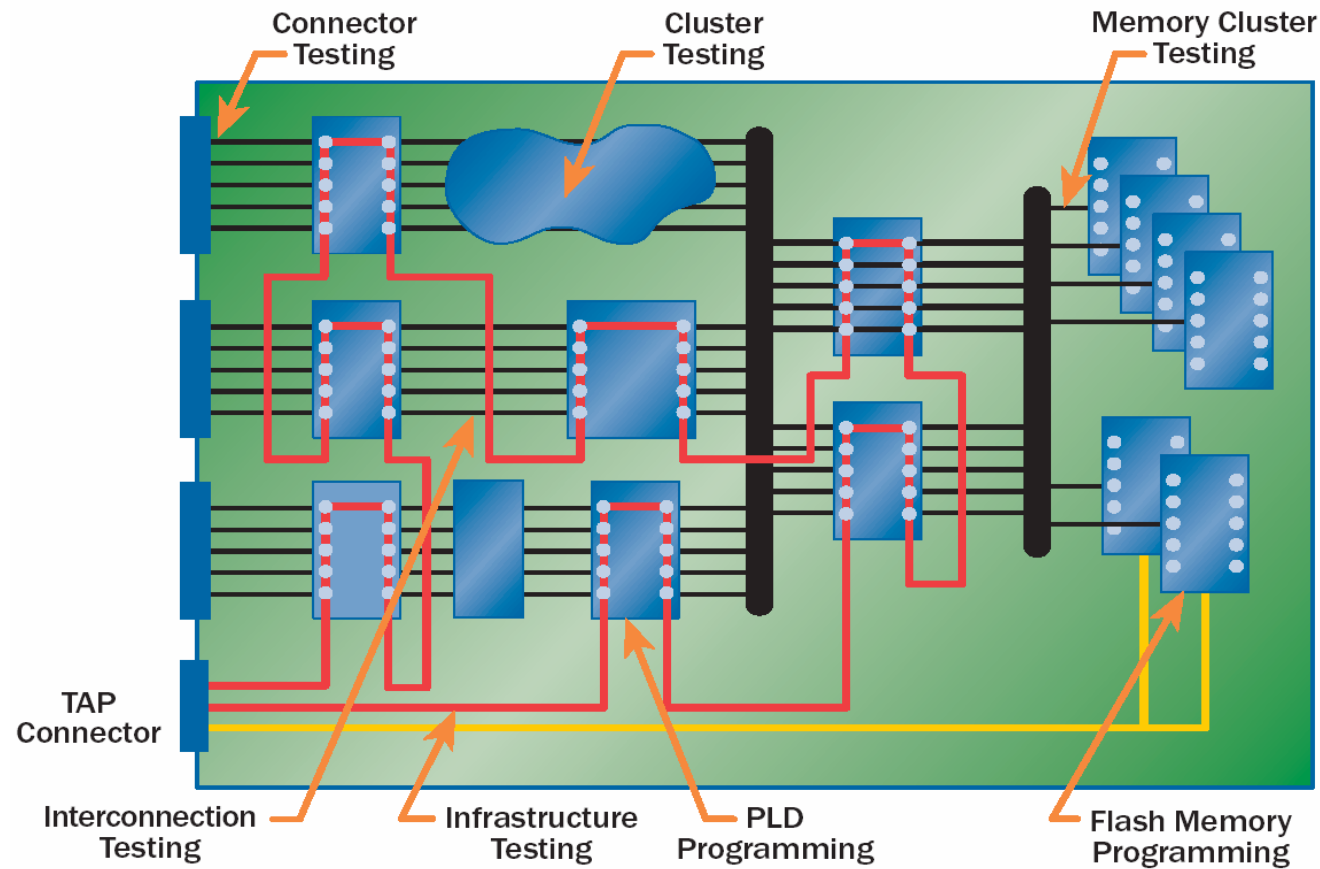 Connector
Testing
Cluster
Testing
Memory Cluster
Testing
TAP
Connector
Interconnection
Testing
Infrastructure
Testing
PLD
Programming
Flash Memory
Programming